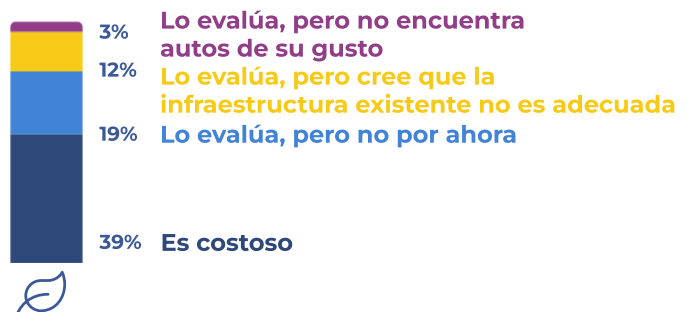 3%
Lo evalúa, pero no encuentra
autos de su gusto
12%
Lo evalúa, pero cree que la
infraestructura existente no es adecuada
19%
Lo evalúa, pero no por ahora
39%
Es costoso